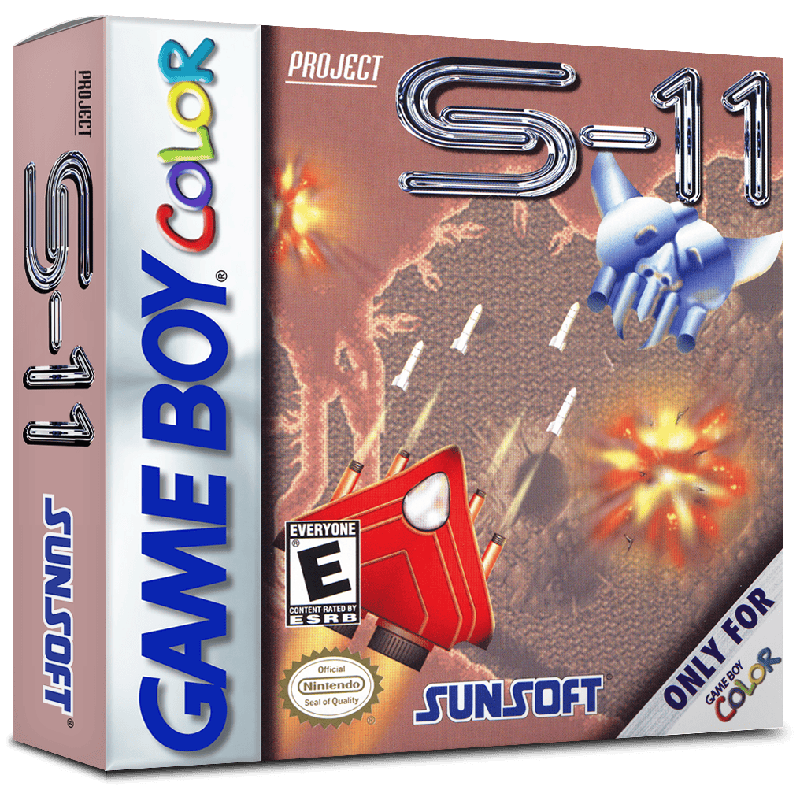 PROJECT
S-11
SUNSOFT®
GAME BOY® COLOR
PROJECT
S-11
EVERYONE
E
®
CONTENT RATED BY
ESRB
Official
Nintendo
Seal of Quality
®
SUNSOFT®
ONLY FOR
GAME BOY
COLOR